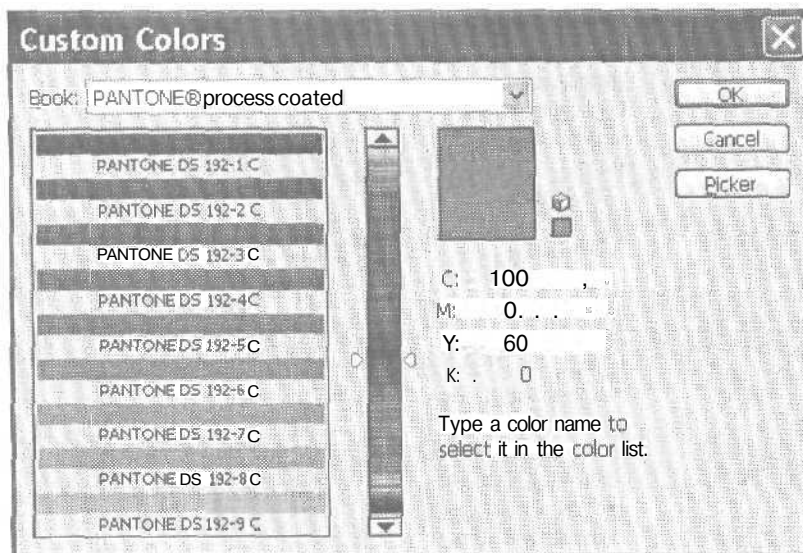 Custom Colors
Book: PANTONE® process coated
OK
Cancel
Picker
PANTONE DS 192-1 C
PANTONE DS 192-2 C
PANTONE DS 192-3 C
PANTONE DS 192-4 C
PANTONE DS 192-5 C
PANTONE DS 192-6 C
PANTONE DS 192-7 C
PANTONE DS 192-8 C
PANTONE DS 192-9 C
C: 100
M: 0
Y: 60
K: 0
Type a color name to
select it in the color list.